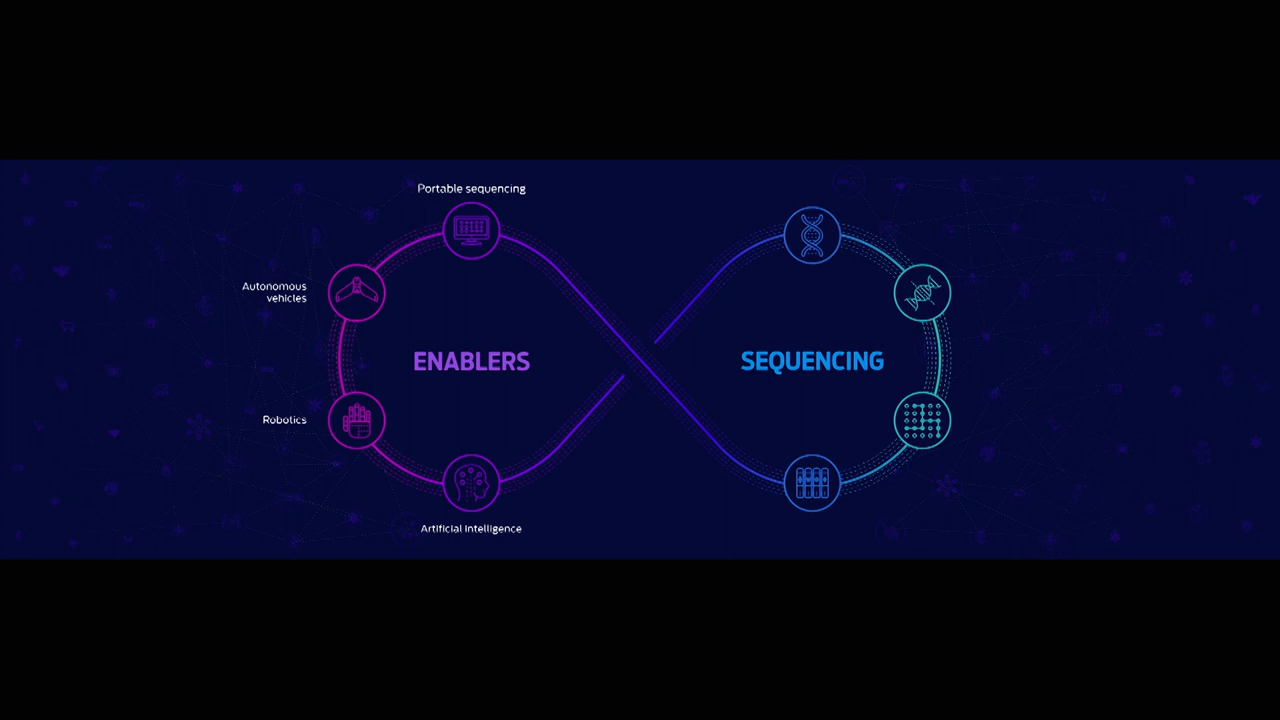 Portable sequencing
Autonomous
vehicles
ENABLERS
SEQUENCING
Robotics
Artificial Intelligence